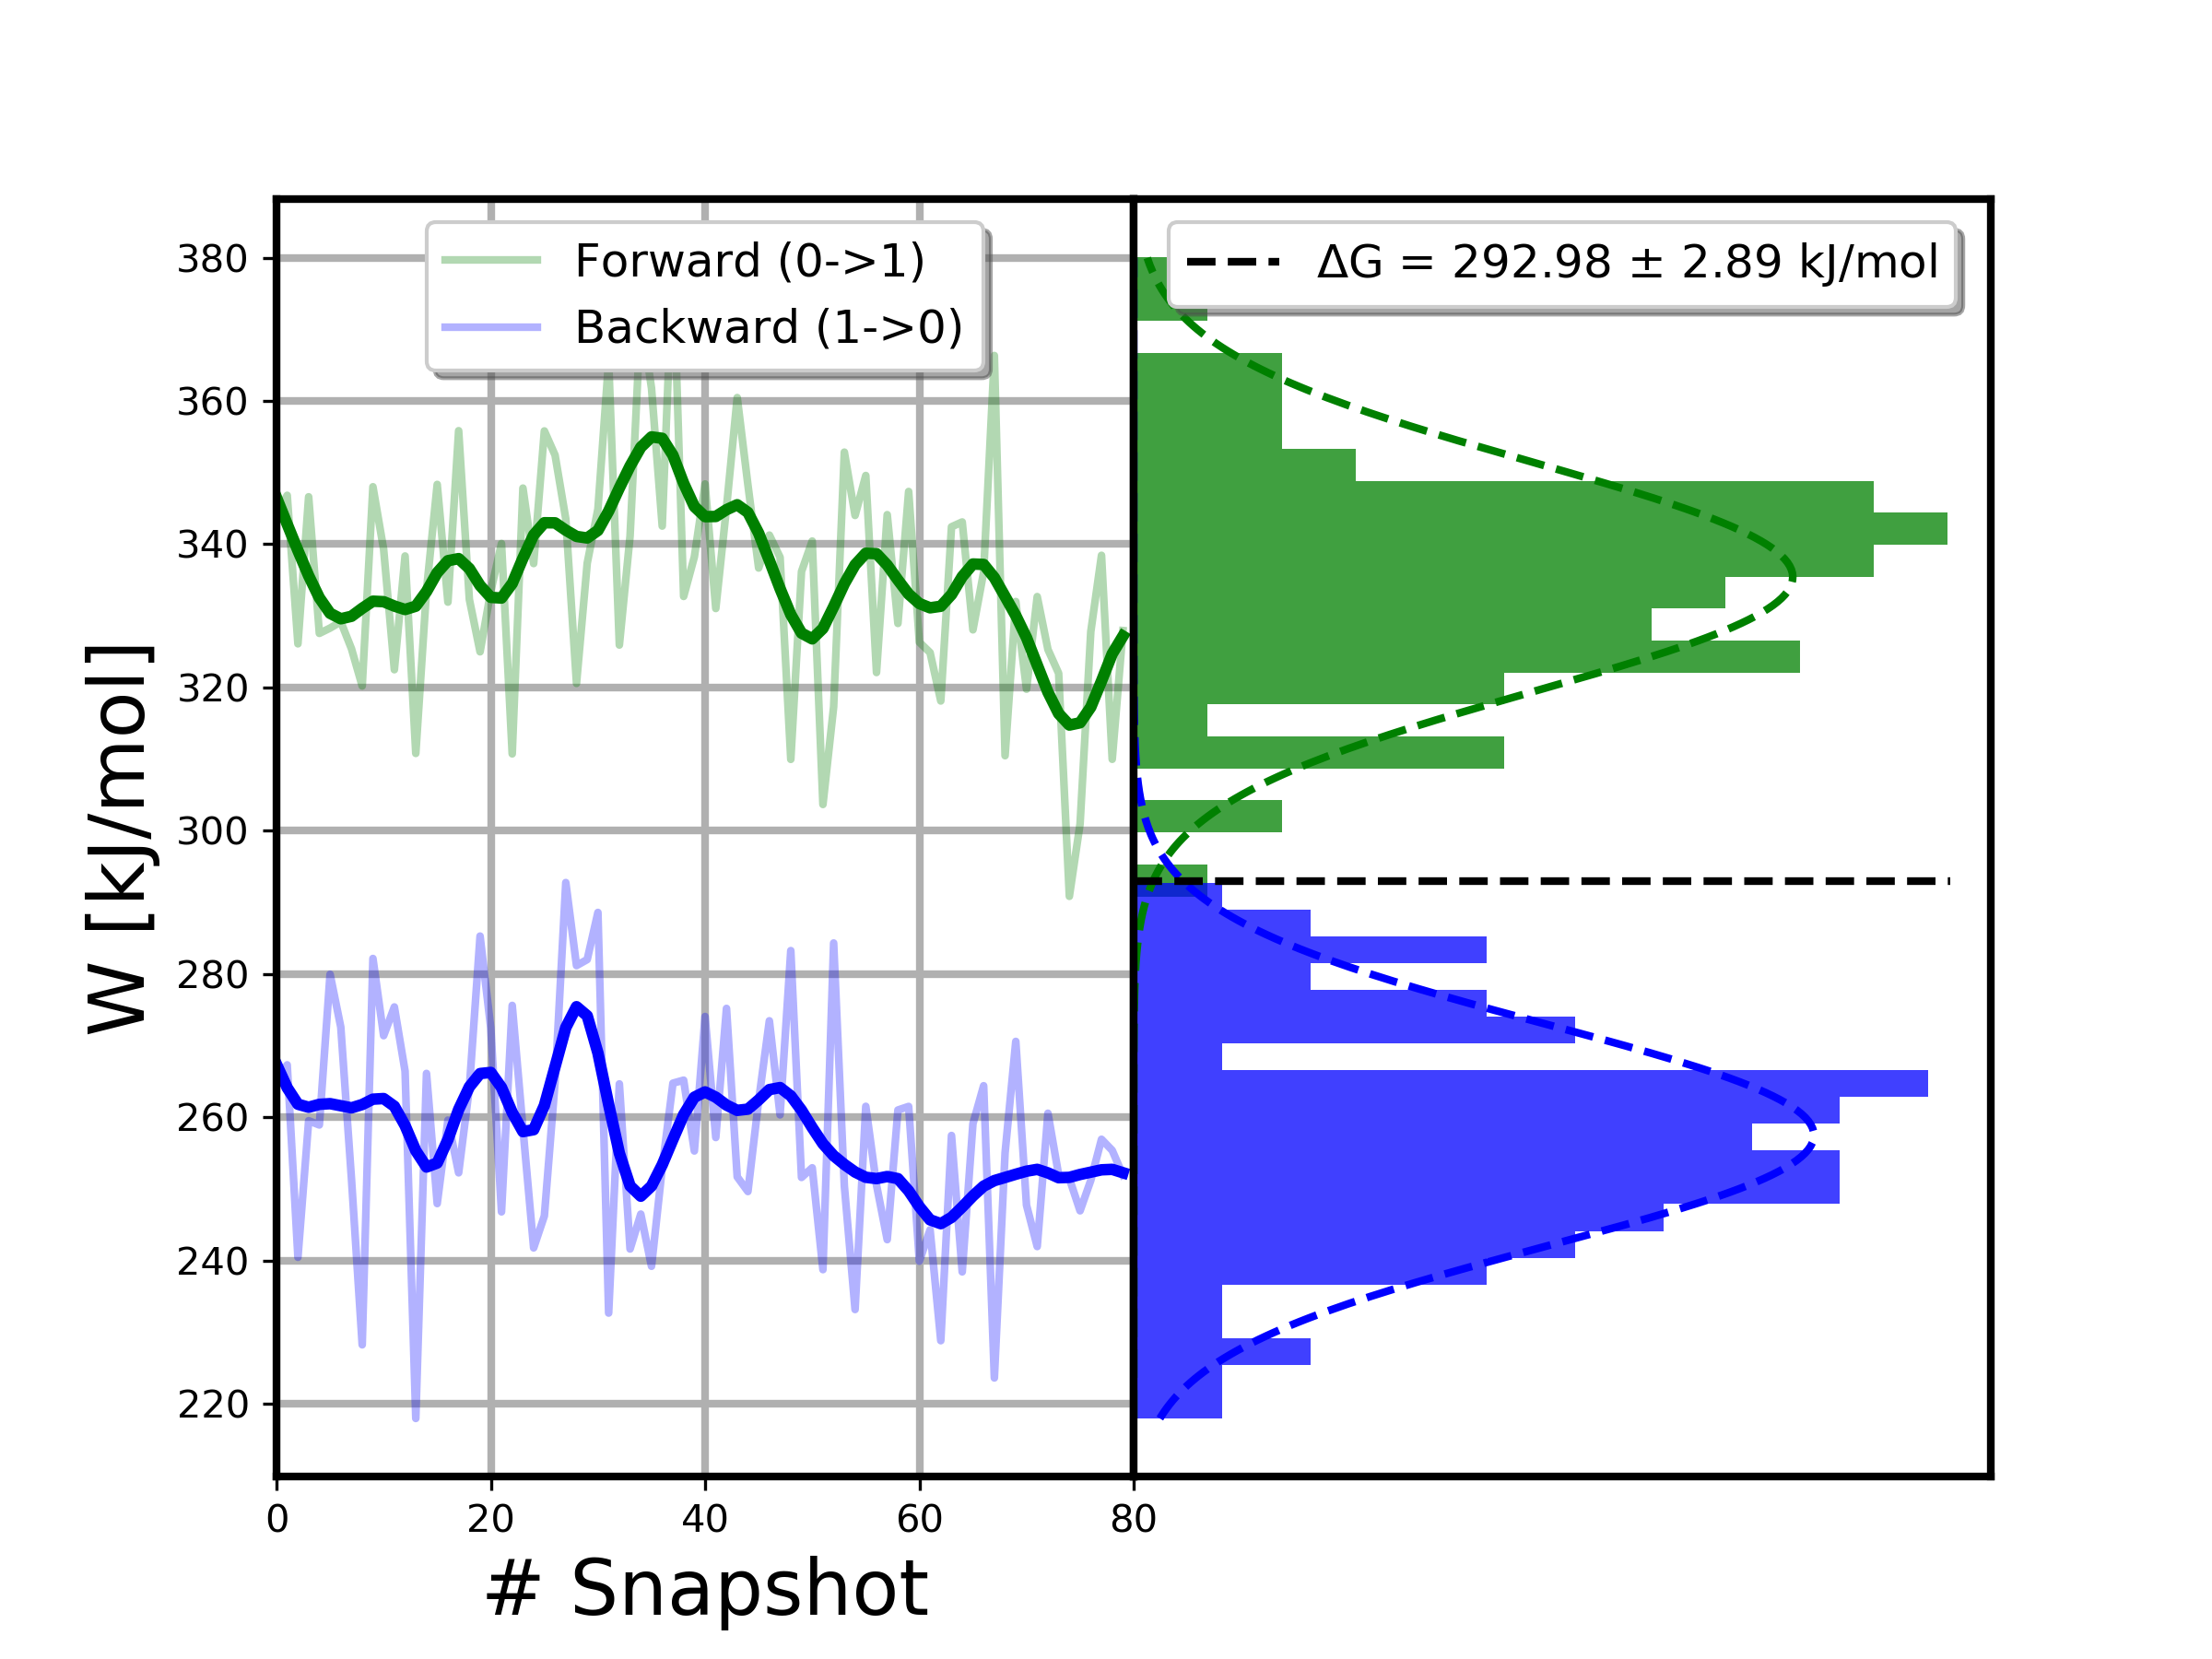 Forward (0->1)
Backward (1->0)
ΔG = 292.98 ± 2.89 kJ/mol
W [kJ/mol]
380
360
340
320
300
280
260
240
220
0 20 40 60 80
# Snapshot